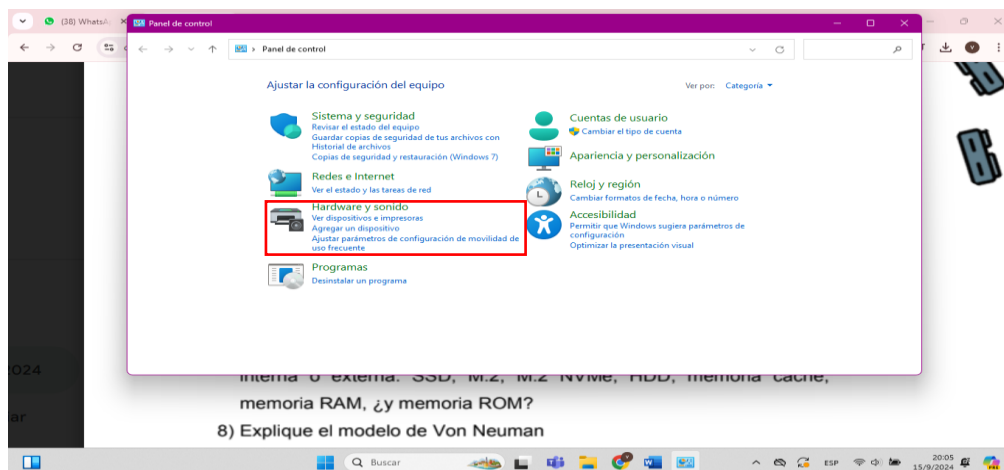 (38) WhatsA
Panel de control
Panel de control
Ajustar la configuración del equipo
Ver por: Categoría
Sistema y seguridad
Revisar el estado del equipo
Guardar copias de seguridad de tus archivos con
Historial de archivos
Copias de seguridad y restauración (Windows 7)
Redes e Internet
Ver el estado y las tareas de red
Hardware y sonido
Ver dispositivos e impresoras
Agregar un dispositivo
Ajustar parámetros de configuración de movilidad de
uso frecuente
Programas
Desinstalar un programa
Cuentas de usuario
Cambiar el tipo de cuenta
Apariencia y personalización
Reloj y región
Cambiar formatos de fecha, hora o número
Accesibilidad
Permitir que Windows sugiera parámetros de
configuración
Optimizar la presentación visual
2024
ar
interna o externa: SSD, M.2, M.2 NVMe, HDD, memoria cache,
memoria RAM, ¿y memoria ROM?
8) Explique el modelo de Von Neuman
Buscar
ESP
20:05
15/9/2024